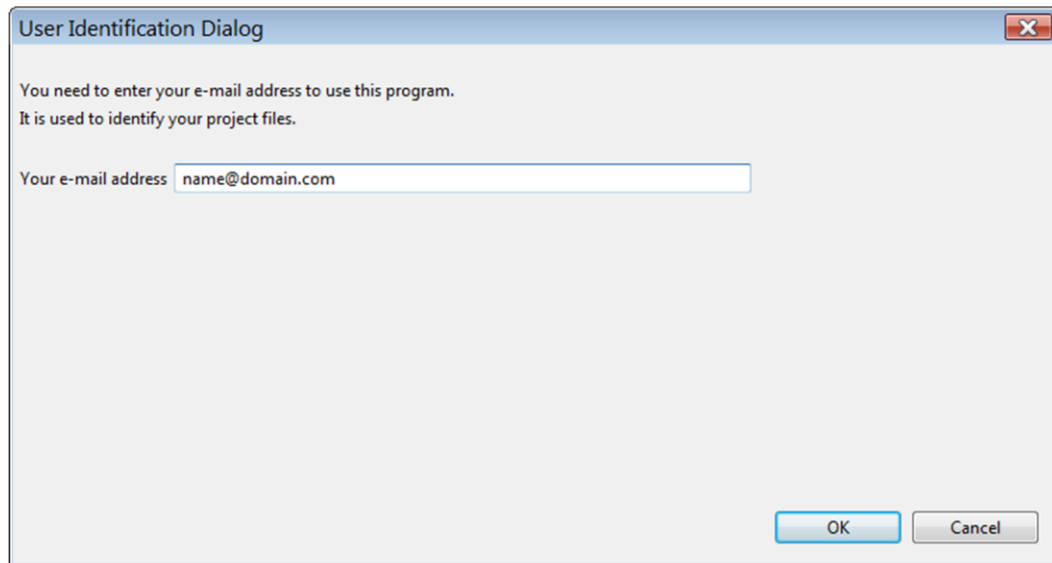 User Identification Dialog
You need to enter your e-mail address to use this program.
It is used to identify your project files.
Your e-mail address name@domain.com
OK Cancel